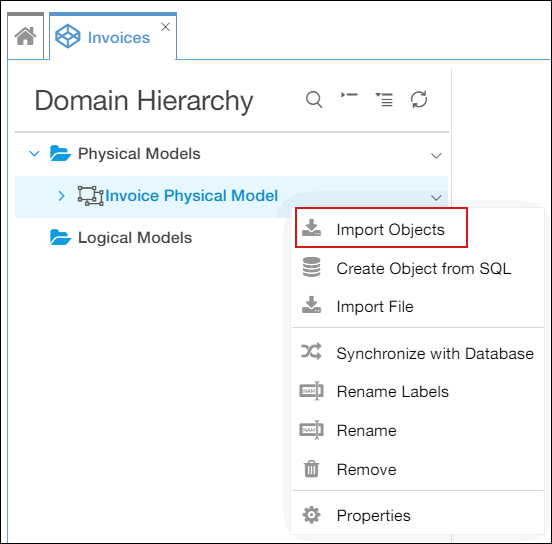 Invoices
Domain Hierarchy
Physical Models
Invoice Physical Model
Logical Models
Import Objects
Create Object from SQL
Import File
Synchronize with Database
Rename Labels
Rename
Remove
Properties